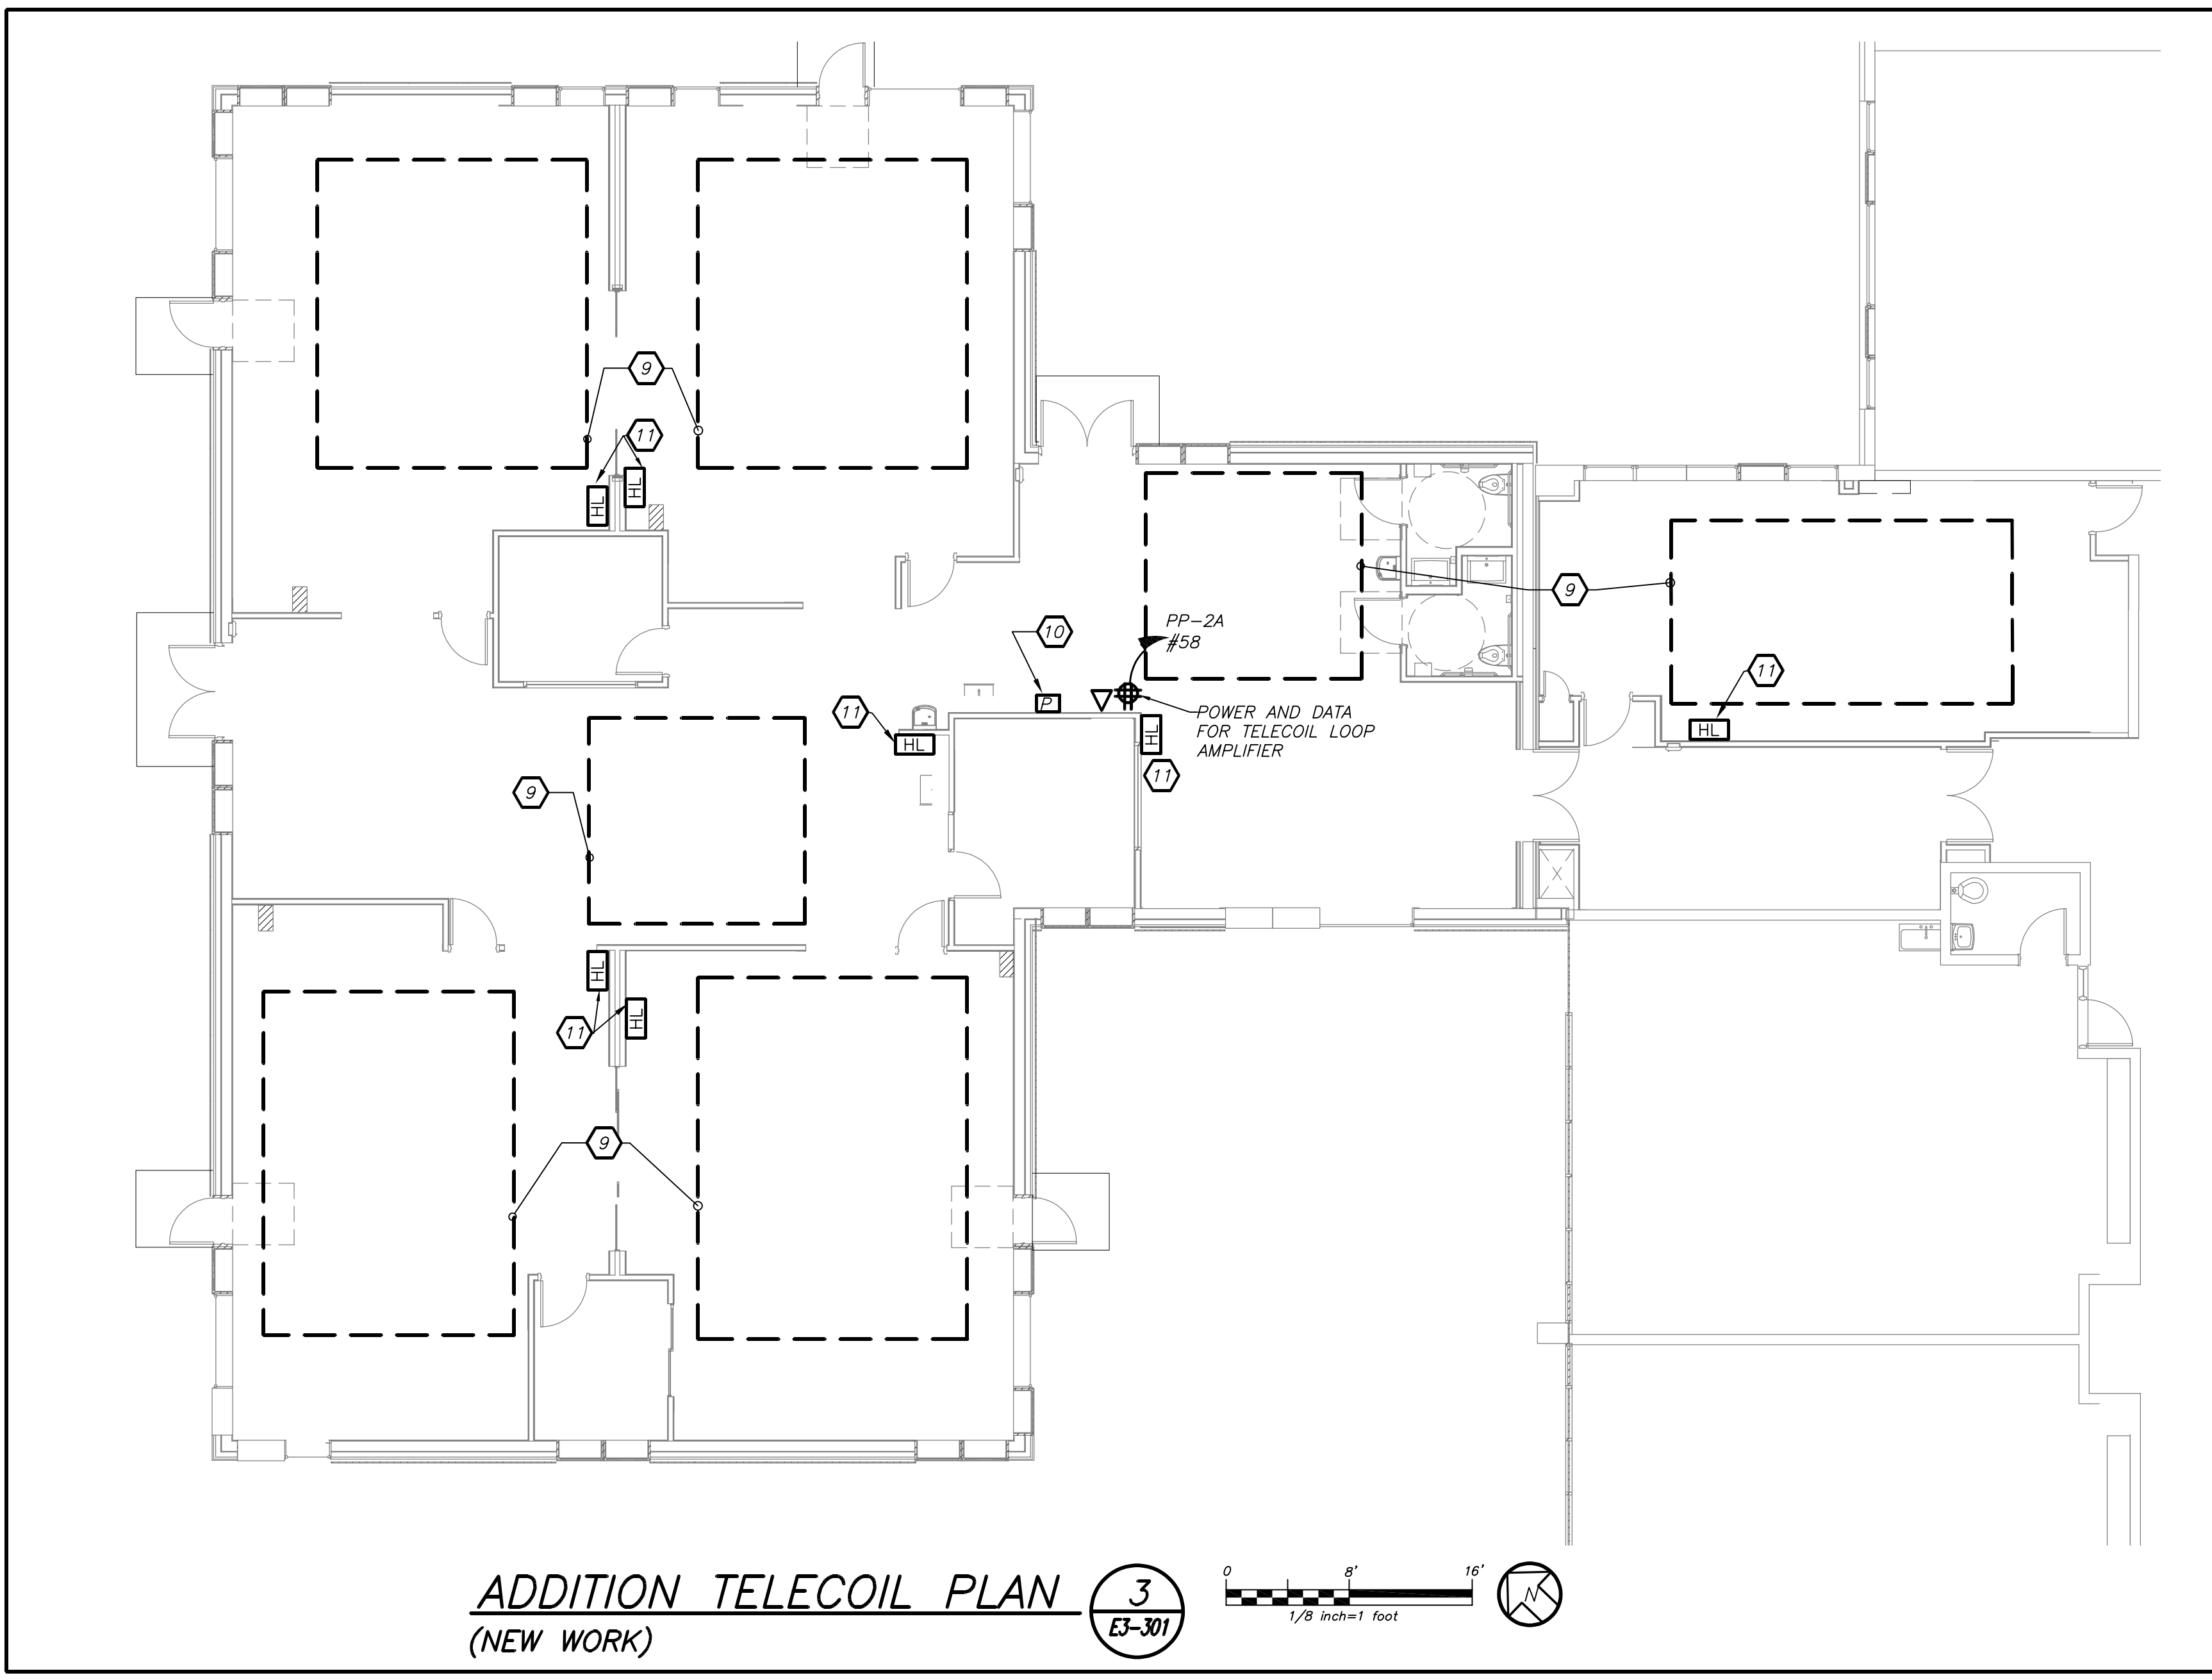 9
11
HL
HL
PP-2A
#58
9
10
11
P
11
HL
HL
POWER AND DATA
FOR TELECOIL LOOP
AMPLIFIER
HL
11
9
HL
HL
11
9
ADDITION TELECOIL PLAN
(NEW WORK)
3
E3-301
0 8' 16'
1/8 inch=1 foot
N